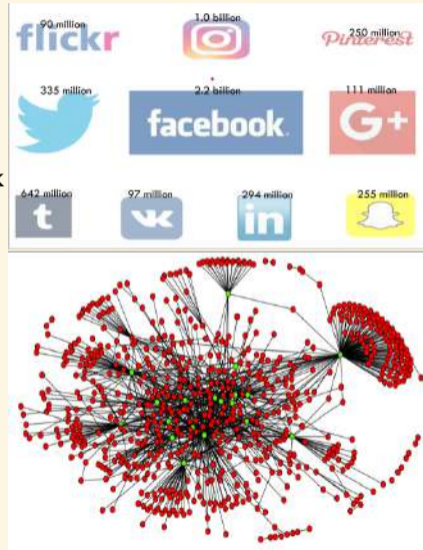 90 million
flickr
1.0 billion
250 million
Pinterest
335 million
2.2 billion
facebook
111 million
G+
642 million
t
97 million
294 million
in
255 million